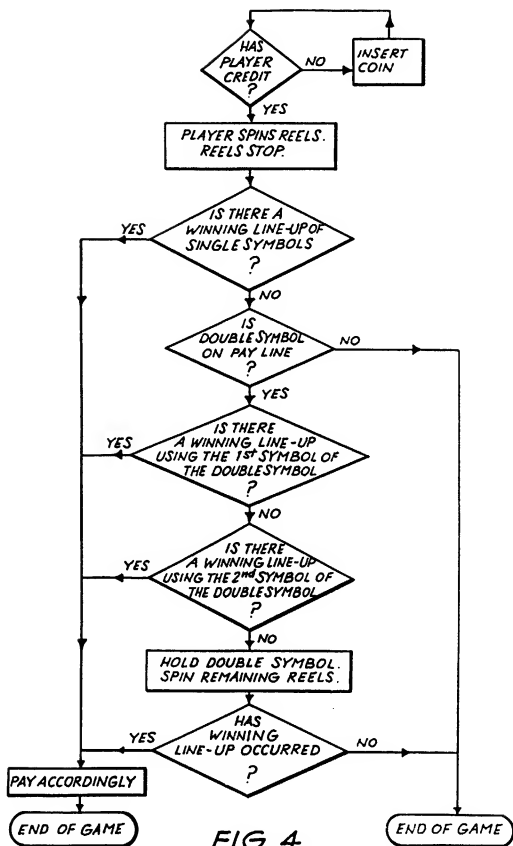 HAS
PLAYER
CREDIT
?
NO
INSERT
COIN
YES
PLAYER SPINS REELS.
REELS STOP.
IS THERE A
WINNING LINE-UP OF
SINGLE SYMBOLS
?
YES
NO
IS
DOUBLE SYMBOL
ON PAY LINE
?
NO
YES
IS THERE
A WINNING LINE-UP
USING THE 1st SYMBOL OF
THE DOUBLE SYMBOL
?
YES
NO
IS THERE
A WINNING LINE-UP
USING THE 2nd SYMBOL OF
THE DOUBLE SYMBOL
?
YES
NO
HOLD DOUBLE SYMBOL.
SPIN REMAINING REELS.
HAS
WINNING
LINE-UP OCCURRED
?
YES
NO
PAY ACCORDINGLY
END OF GAME
END OF GAME
FIG 4